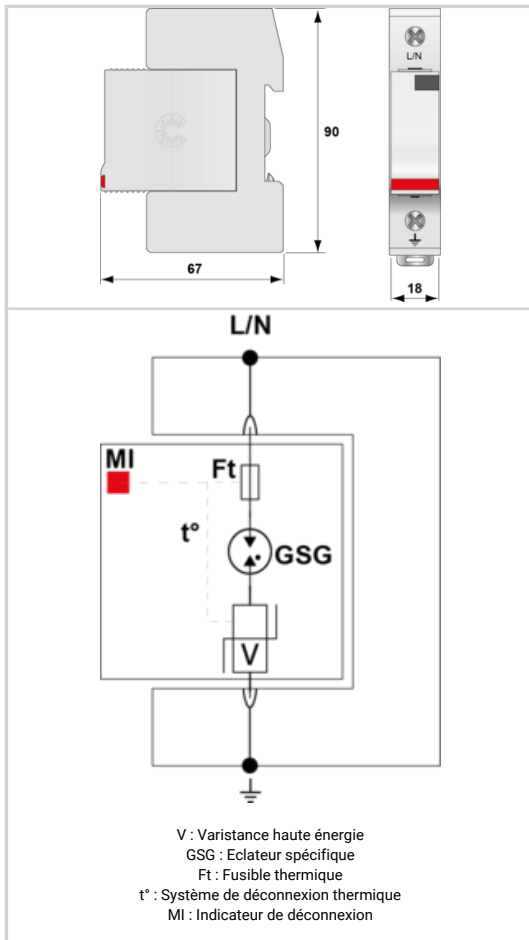 L/N
90
67
18
L/N
MI
Ft
t°
GSG
V
V : Varistance haute énergie
GSG : Eclateur spécifique
Ft : Fusible thermique
t° : Système de déconnexion thermique
MI : Indicateur de déconnexion